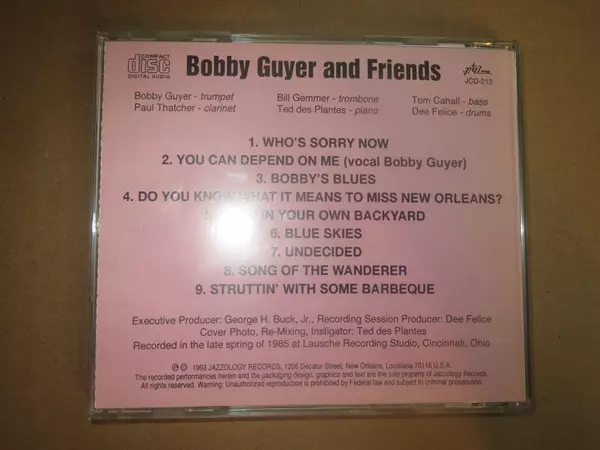 COMPACT
disc
DIGITAL AUDIO
Bobby Guyer and Friends
JCD-213
Bobby Guyer - trumpet
Bill Gemmer - trombone
Tom Cahall - bass
Paul Thatcher - clarinet
Ted des Plantes - piano
Dee Felice - drums
1. WHO'S SORRY NOW
2. YOU CAN DEPEND ON ME (vocal Bobby Guyer)
3. BOBBY'S BLUES
4. DO YOU KNOW WHAT IT MEANS TO MISS NEW ORLEANS?
IN YOUR OWN BACKYARD
6. BLUE SKIES
7. UNDECIDED
8. SONG OF THE WANDERER
9. STRUTTIN' WITH SOME BARBEQUE
Executive Producer: George H. Buck, Jr., Recording Session Producer: Dee Felice
Cover Photo, Re-Mixing, Instigator: Ted des Plantes
Recorded in the late spring of 1985 at Lausche Recording Studio, Cincinnati, Ohio
℗ © 1993 JAZZOLOGY RECORDS, 1206 Decatur Street, New Orleans, Louisiana 70116 U.S.A.
The recorded performances herein and the packaging design, graphics and text are the sole property of Jazzology Records.
All rights reserved. Warning: Unauthorized reproduction is prohibited by Federal law and subject to criminal prosecution.